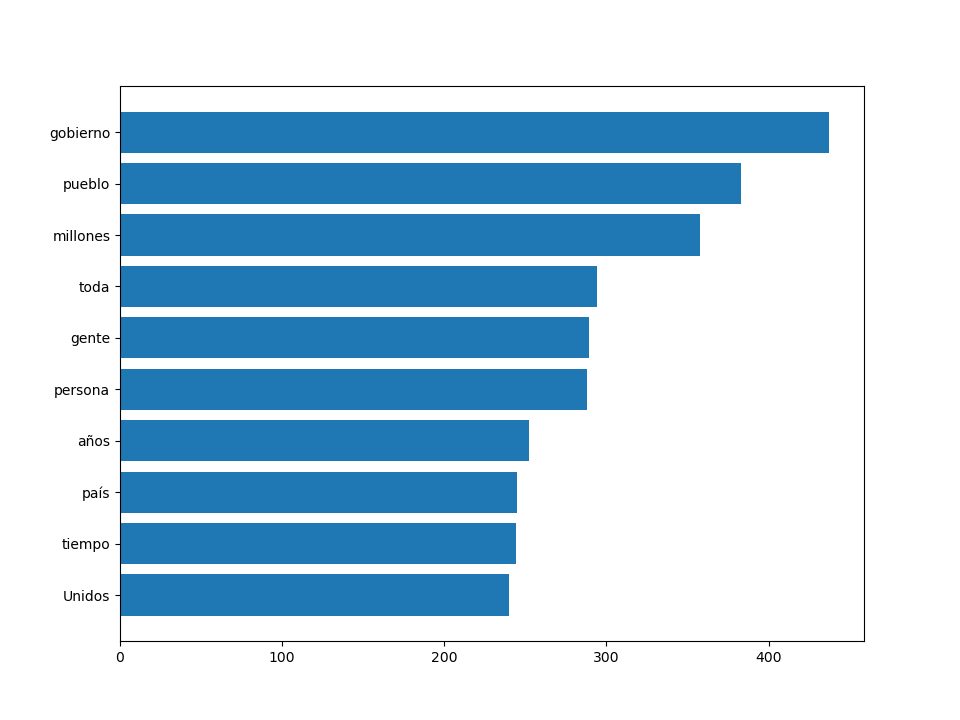 gobierno
pueblo
millones
toda
gente
persona
años
país
tiempo
Unidos
0 100 200 300 400